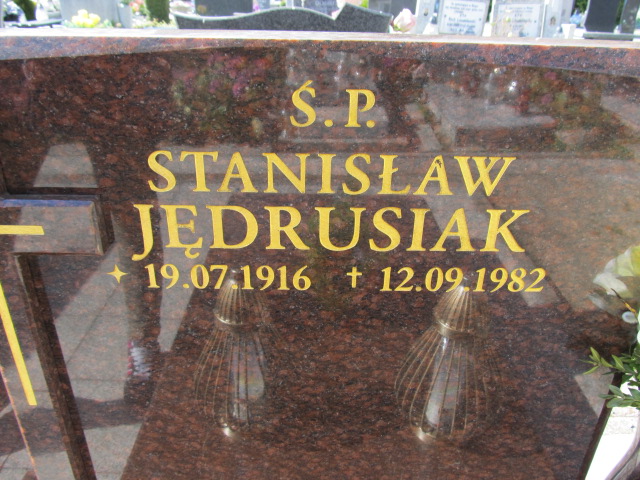 Ś.P.
STANISŁAW
JĘDRUSIAK
✦ 19.07.1916 ✝ 12.09.1982